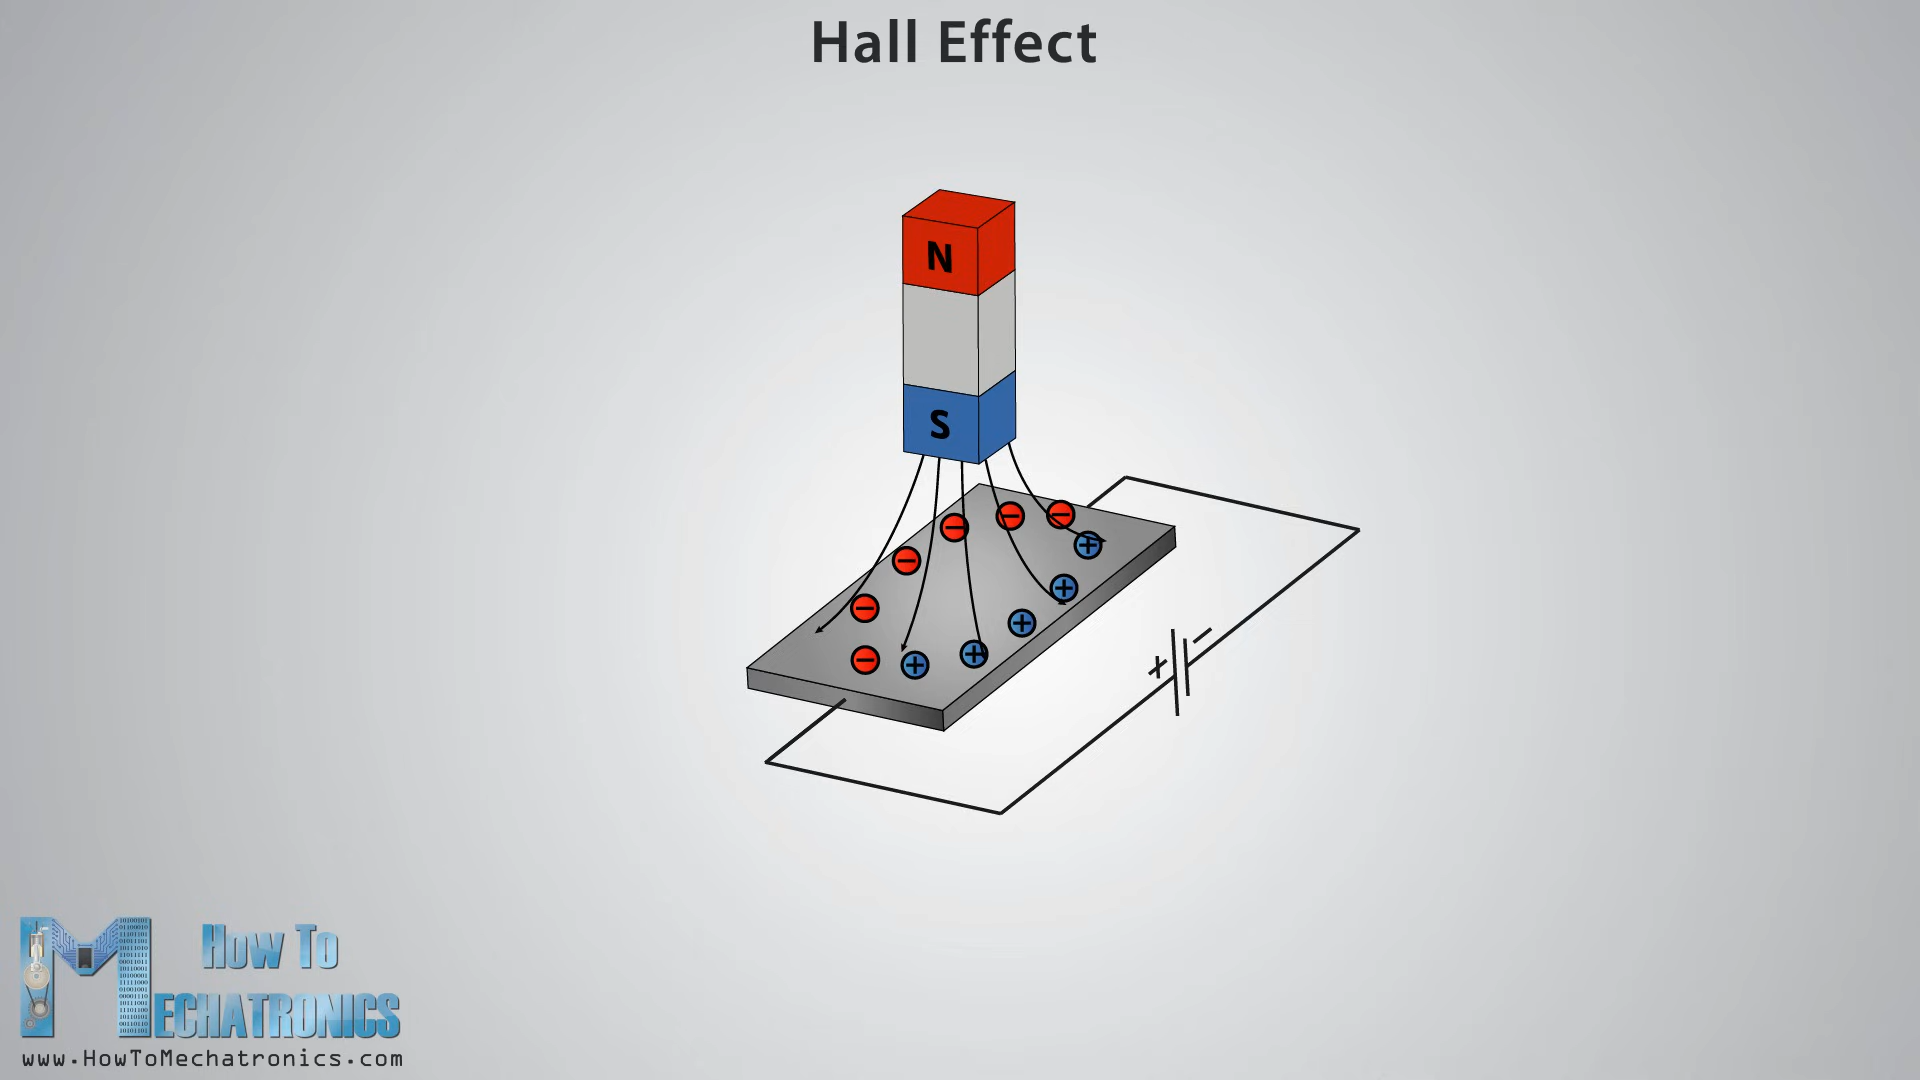 Hall Effect
N
S
−
−
−
−
+
+
−
+
−
+
+
−
+
+
−
How To
MECHATRONICS
www.HowToMechatronics.com